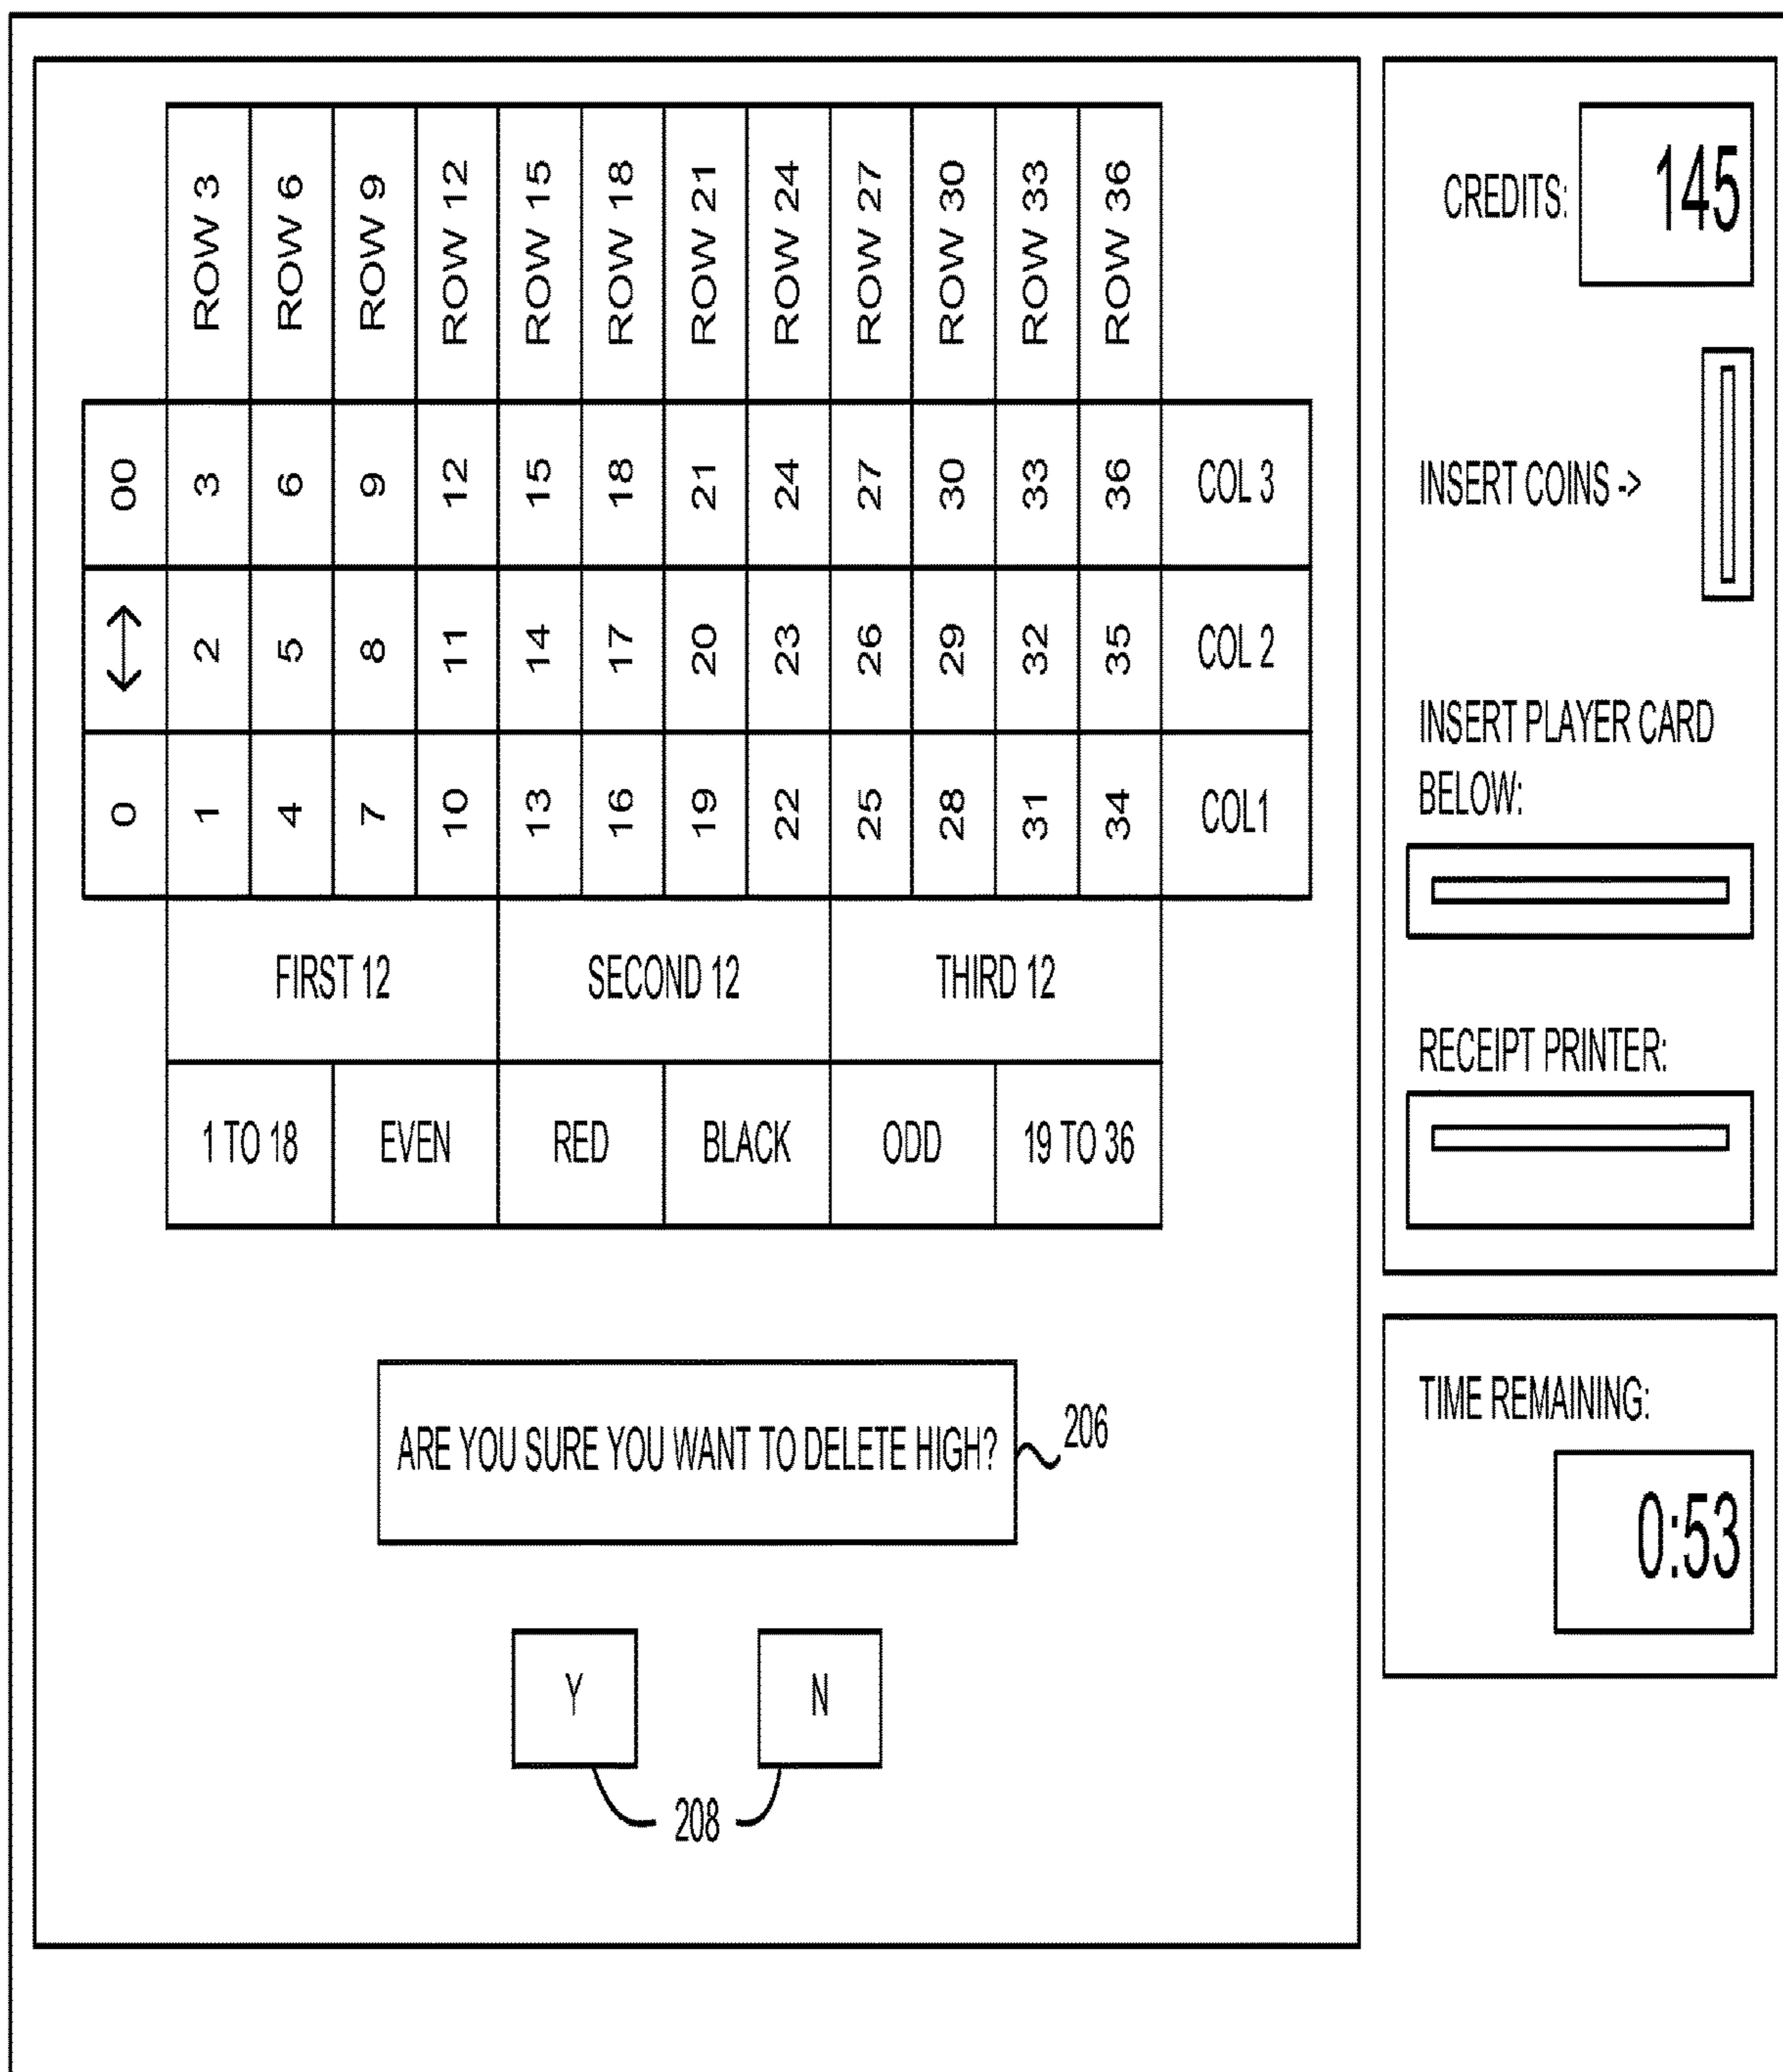 ROW 3 ROW 6 ROW 9 ROW 12 ROW 15 ROW 18 ROW 21 ROW 24 ROW 27 ROW 30 ROW 33 ROW 36
00 3 6 9 12 15 18 21 24 27 30 33 36 COL 3
↔ 2 5 8 11 14 17 20 23 26 29 32 35 COL 2
0 1 4 7 10 13 16 19 22 25 28 31 34 COL1
FIRST 12 SECOND 12 THIRD 12
1 TO 18 EVEN RED BLACK ODD 19 TO 36
ARE YOU SURE YOU WANT TO DELETE HIGH? 206
Y N
208
CREDITS: 145
INSERT COINS ->
INSERT PLAYER CARD
BELOW:
RECEIPT PRINTER:
TIME REMAINING:
0:53